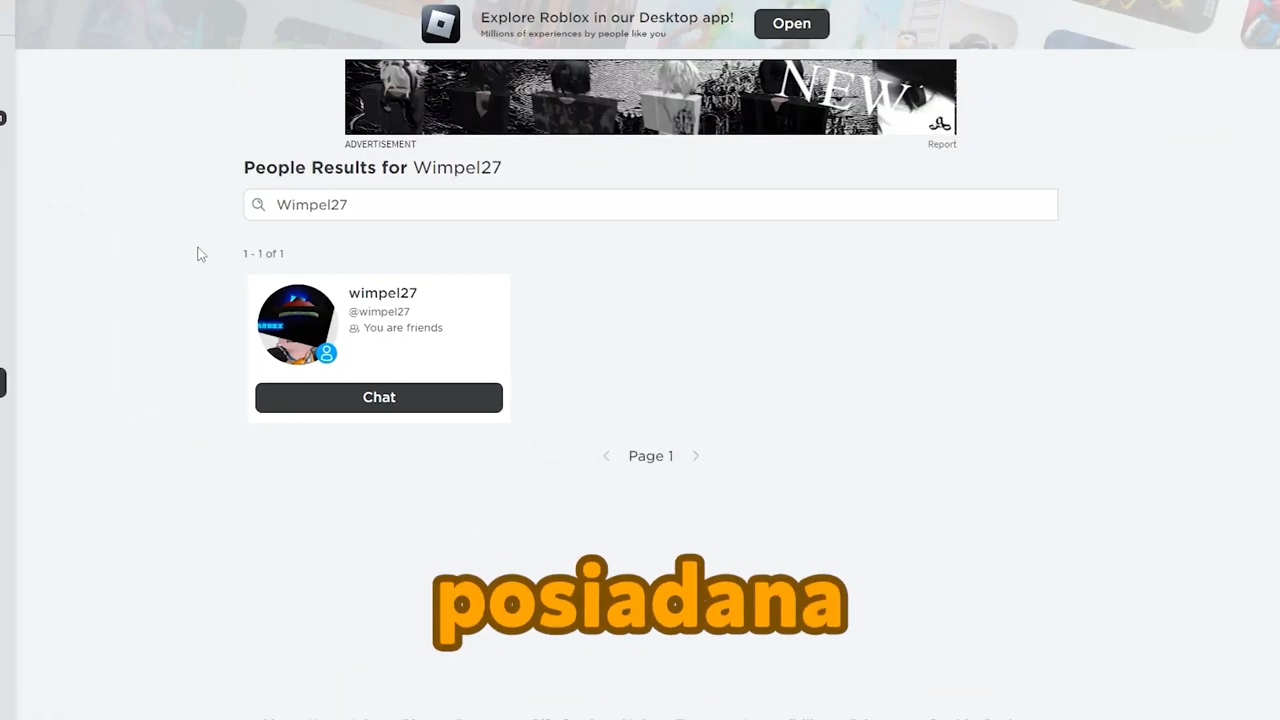 Explore Roblox in our Desktop app!
Millions of experiences by people like you
Open
NEW
ADVERTISEMENT
Report
People Results for Wimpel27
Wimpel27
1 - 1 of 1
wimpel27
@wimpel27
You are friends
Chat
Page 1
posiadana